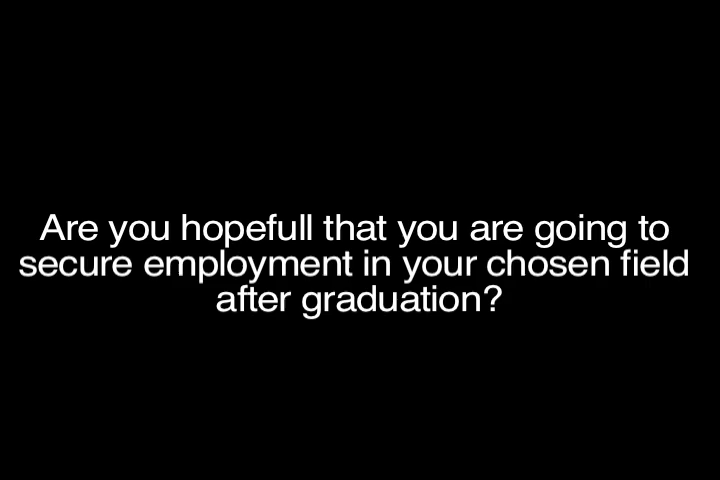 Are you hopefull that you are going to
secure employment in your chosen field
after graduation?